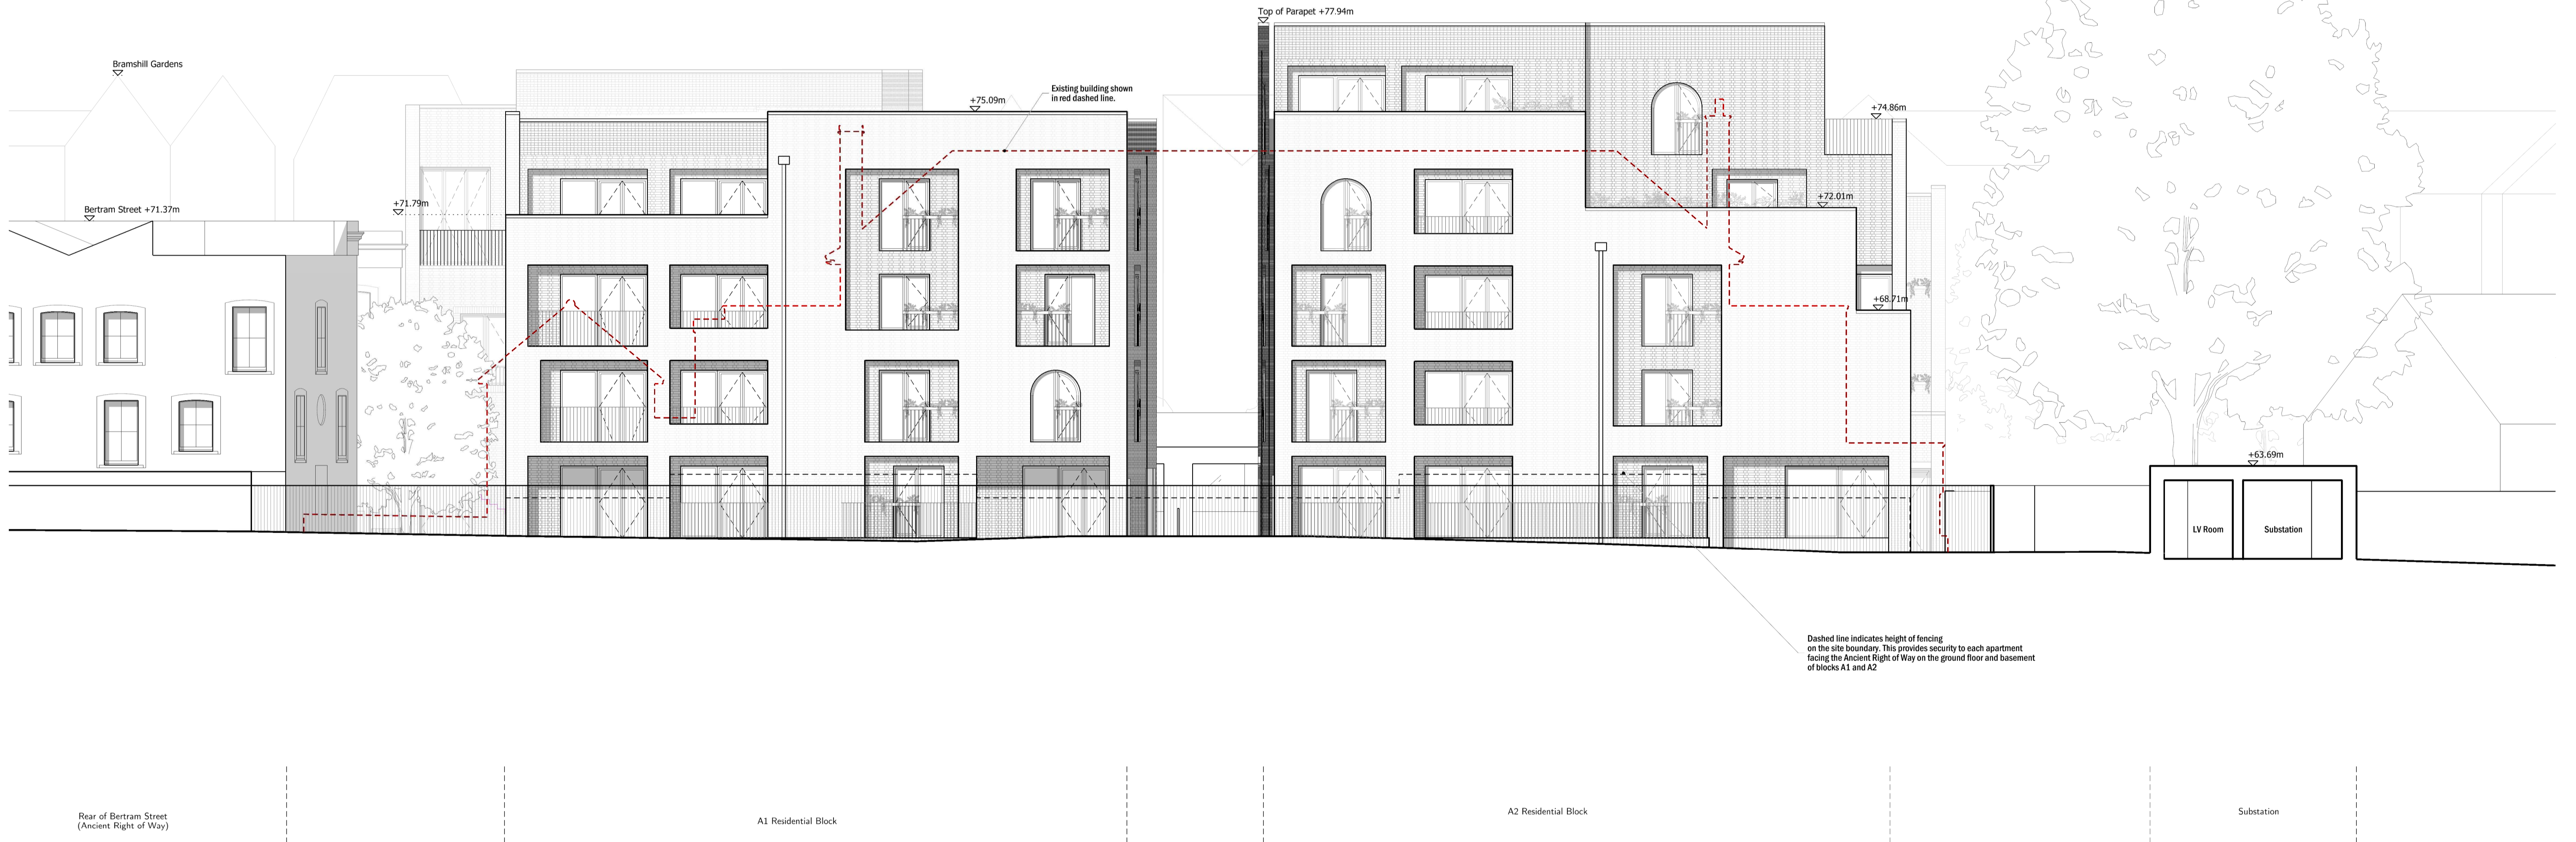 Top of Parapet +77.94m
Bramshill Gardens
Existing building shown
in red dashed line.
+75.09m
+74.86m
Bertram Street +71.37m
+71.79m
+72.01m
+68.71m
+63.69m
LV Room
Substation
Dashed line indicates height of fencing
on the site boundary. This provides security to each apartment
facing the Ancient Right of Way on the ground floor and basement
of blocks A1 and A2
Rear of Bertram Street
(Ancient Right of Way)
A1 Residential Block
A2 Residential Block
Substation